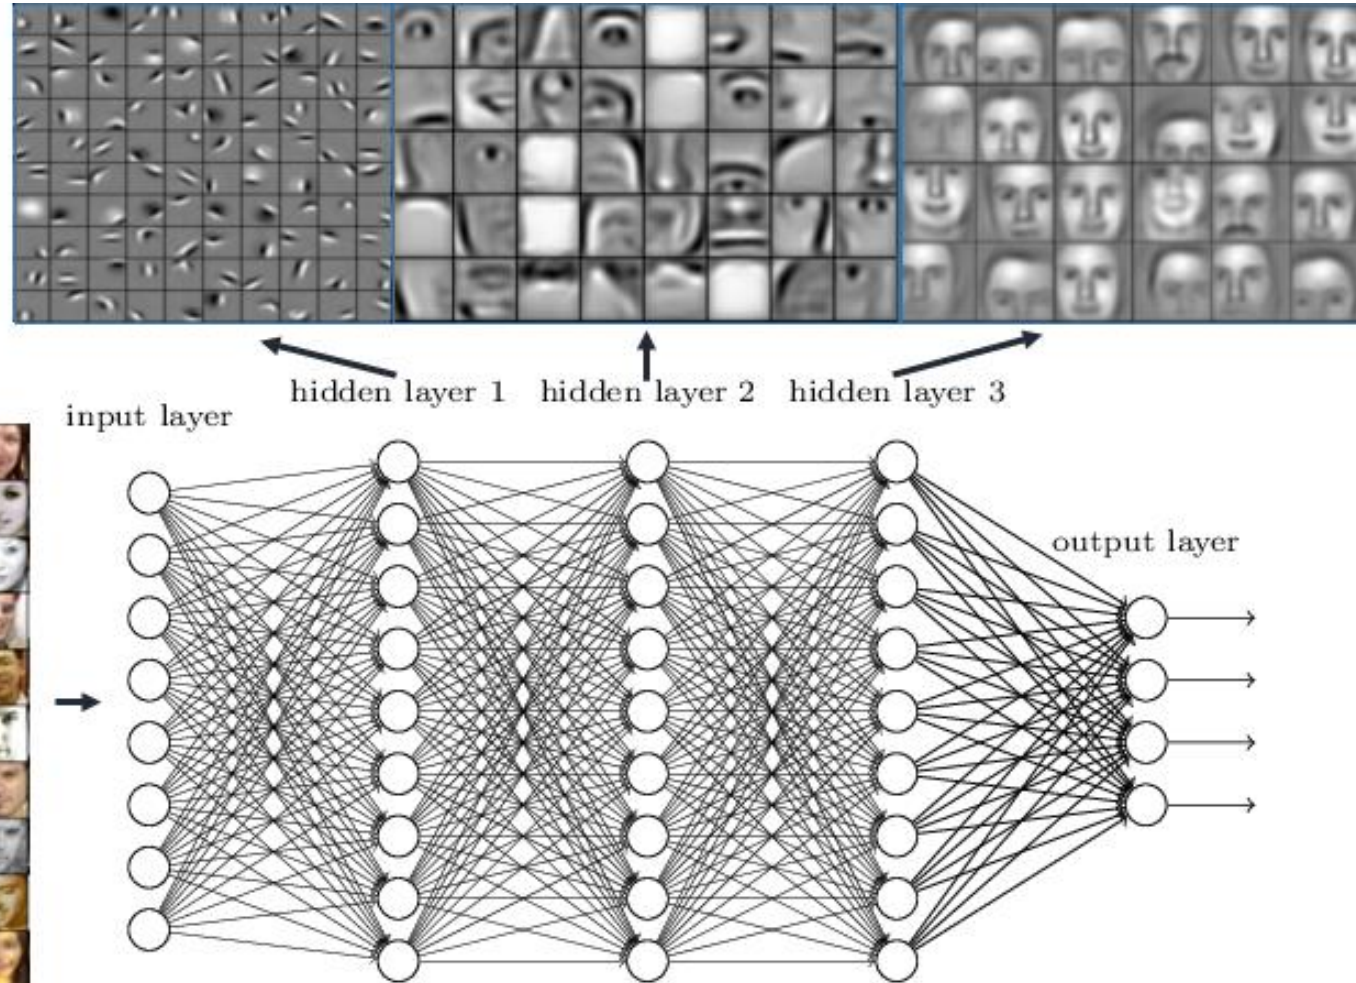 hidden layer 1
hidden layer 2
hidden layer 3
input layer
output layer